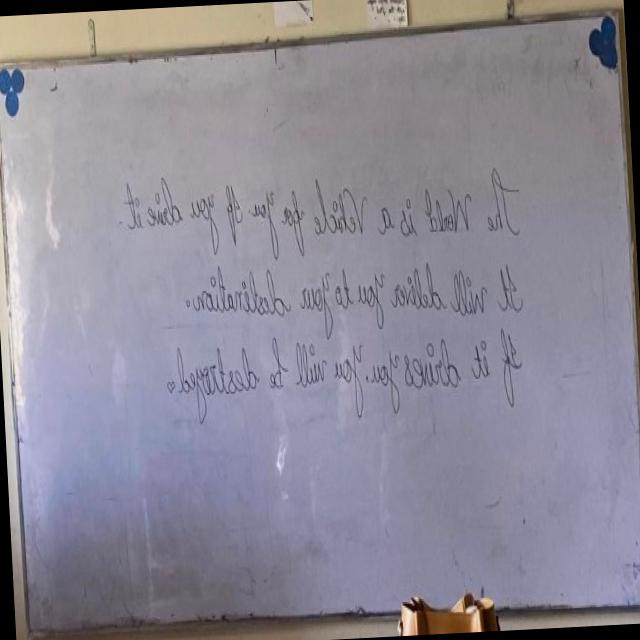 The World is a Vehicle for you If you drive it.
It will deliver you to your destination.
If it drives you. You will be destroyed.